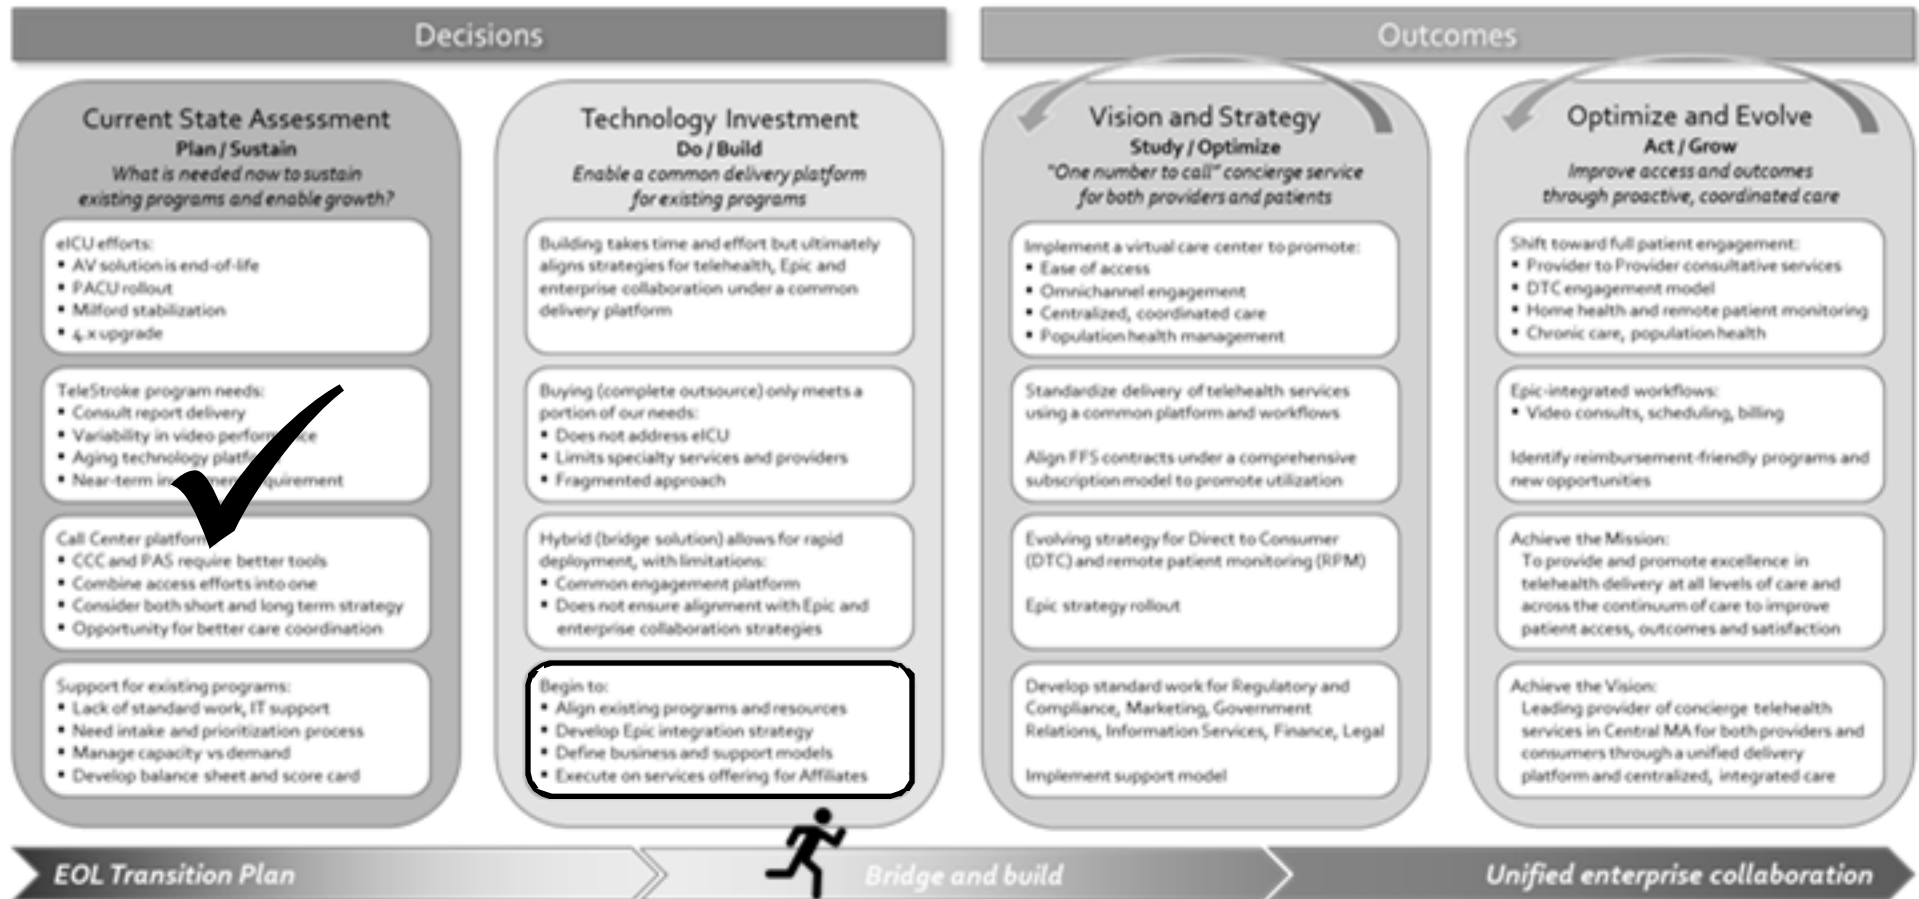 Decisions
Outcomes
Current State Assessment
Plan / Sustain
What is needed now to sustain
existing programs and enable growth?
eICU efforts:
▪ AV solution is end-of-life
▪ PACU rollout
▪ Milford stabilization
▪ 4.x upgrade
TeleStroke program needs:
▪ Consult report delivery
▪ Variability in video
▪ Aging technology
▪ Near-term
Call Center platform
▪ CCC and PAS require better tools
▪ Combine access efforts into one
▪ Consider both short and long term strategy
▪ Opportunity for better care coordination
Support for existing programs:
▪ Lack of standard work, IT support
▪ Need intake and prioritization process
▪ Manage capacity vs demand
▪ Develop balance sheet and score card
Technology Investment
Do / Build
Enable a common delivery platform
for existing programs
Building takes time and effort but ultimately
aligns strategies for telehealth, Epic and
enterprise collaboration under a common
delivery platform
Buying (complete outsource) only meets a
portion of our needs:
▪ Does not address eICU
▪ Limits specialty services and providers
▪ Fragmented approach
Hybrid (bridge solution) allows for rapid
deployment, with limitations:
▪ Common engagement platform
▪ Does not ensure alignment with Epic and
enterprise collaboration strategies
Begin to:
▪ Align existing programs and resources
▪ Develop Epic integration strategy
▪ Define business and support models
▪ Execute on services offering for Affiliates
Vision and Strategy
Study / Optimize
"One number to call" concierge service
for both providers and patients
Implement a virtual care center to promote:
▪ Ease of access
▪ Omnichannel engagement
▪ Centralized, coordinated care
▪ Population health management
Standardize delivery of telehealth services
using a common platform and workflows
Align FFS contracts under a comprehensive
subscription model to promote utilization
Evolving strategy for Direct to Consumer
(DTC) and remote patient monitoring (RPM)
Epic strategy rollout
Develop standard work for Regulatory and
Compliance, Marketing, Government
Relations, Information Services, Finance, Legal
Implement support model
Optimize and Evolve
Act / Grow
Improve access and outcomes
through proactive, coordinated care
Shift toward full patient engagement:
▪ Provider to Provider consultative services
▪ DTC engagement model
▪ Home health and remote patient monitoring
▪ Chronic care, population health
Epic-integrated workflows:
▪ Video consults, scheduling, billing
Identify reimbursement-friendly programs and
new opportunities
Achieve the Mission:
To provide and promote excellence in
telehealth delivery at all levels of care and
across the continuum of care to improve
patient access, outcomes and satisfaction
Achieve the Vision:
Leading provider of concierge telehealth
services in Central MA for both providers and
consumers through a unified delivery
platform and centralized, integrated care
EOL Transition Plan
Bridge and build
Unified enterprise collaboration